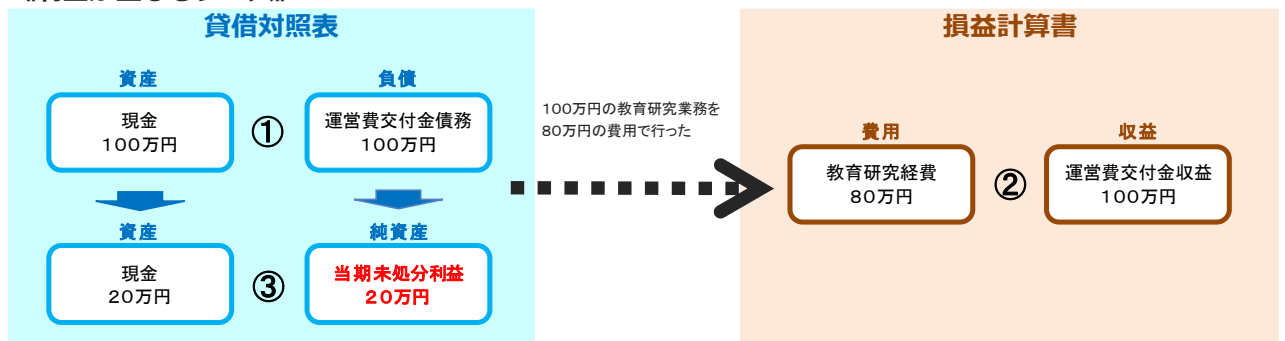 貸借対照表
損益計算書
資産
負債
現金
100万円
①
運営費交付金債務
100万円
100万円の教育研究業務を
80万円の費用で行った
費用
収益
教育研究経費
80万円
②
運営費交付金収益
100万円
資産
純資産
現金
20万円
③
当期未処分利益
20万円